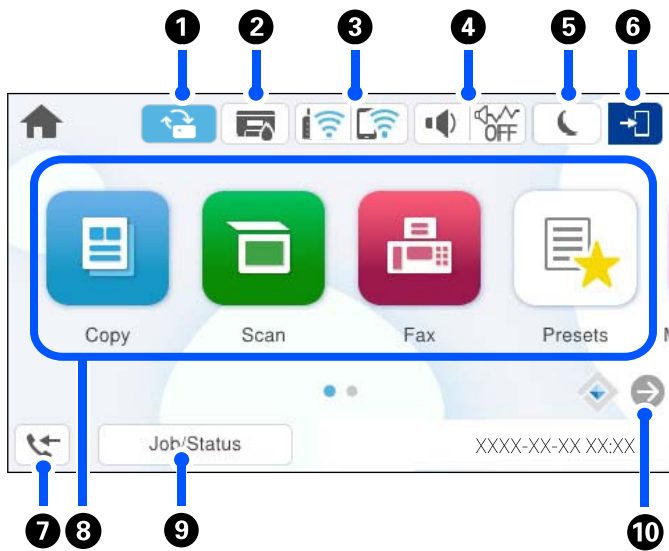 1 2 3 4 5 6
OFF
Copy Scan Fax Presets
Job/Status XXXX-XX-XX XX:XX
7 8 9 10